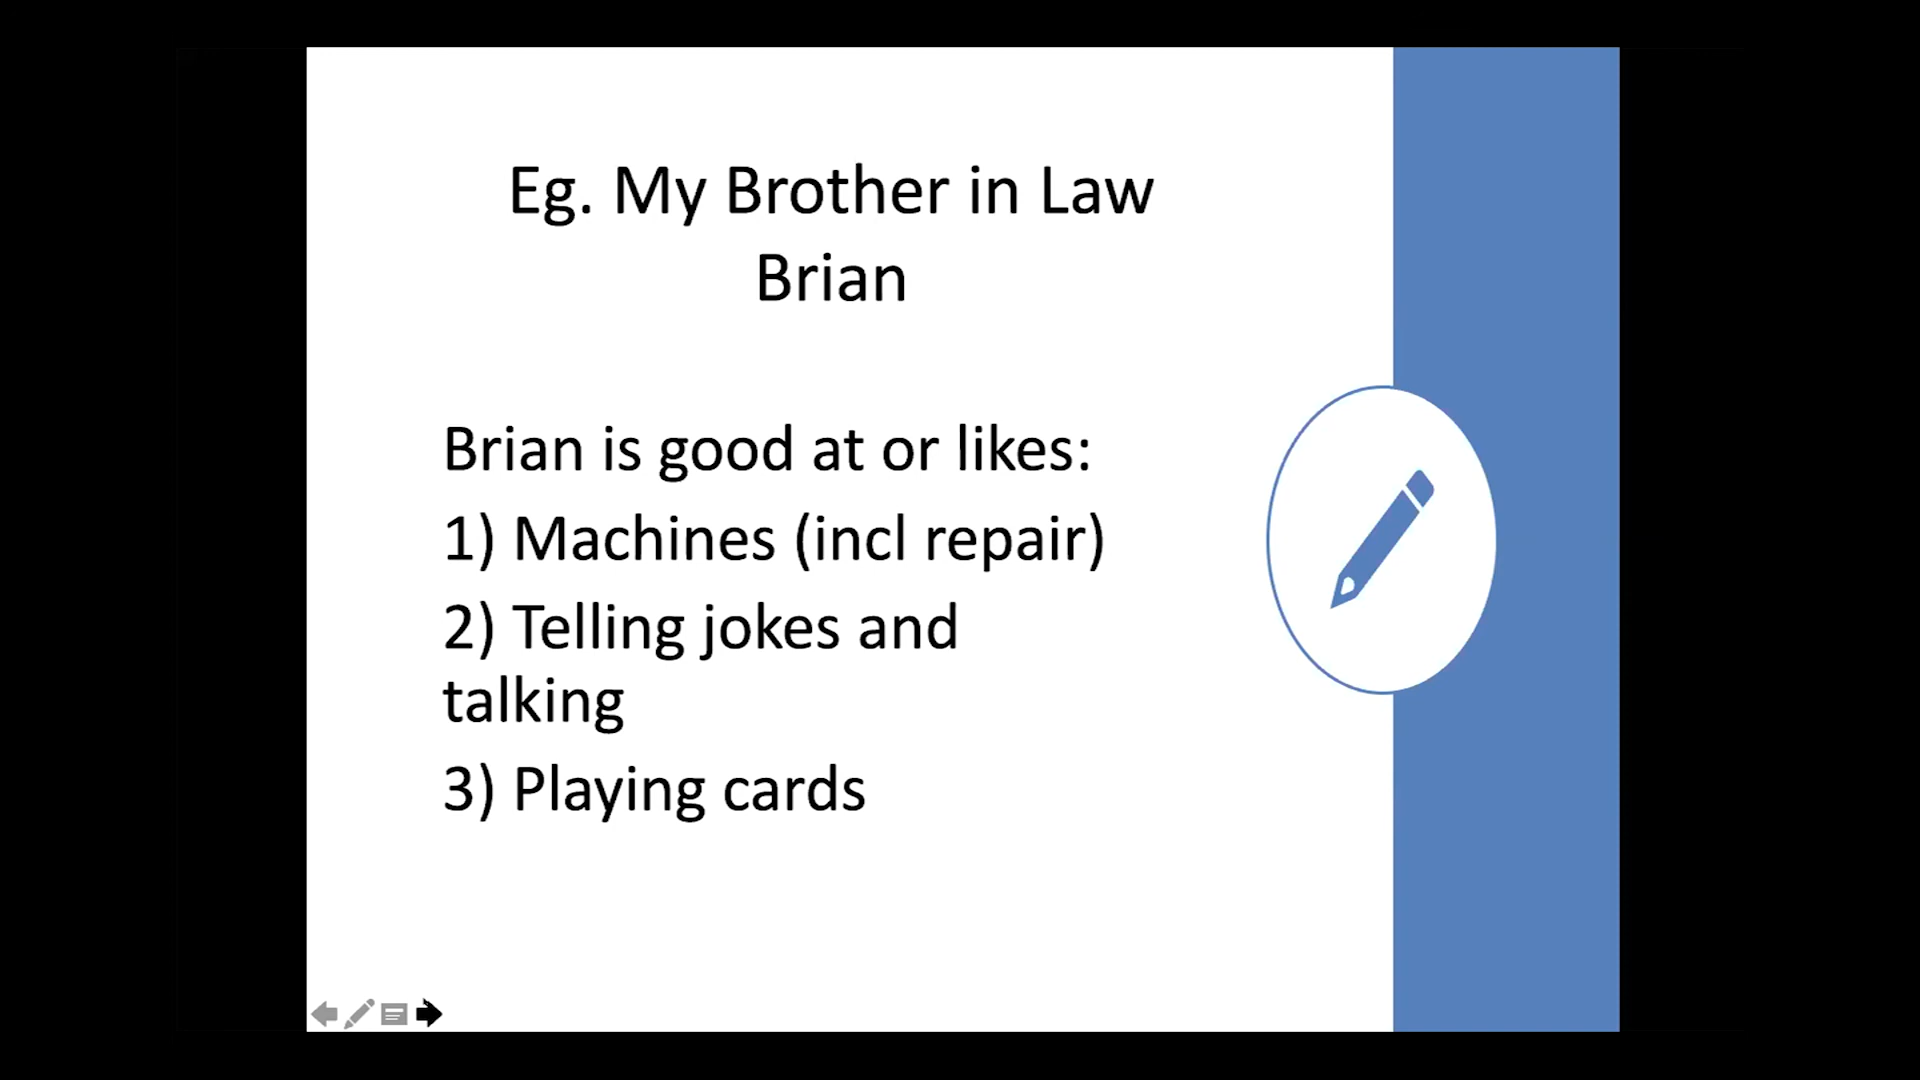 Eg. My Brother in Law
Brian
Brian is good at or likes:
1) Machines (incl repair)
2) Telling jokes and
talking
3) Playing cards